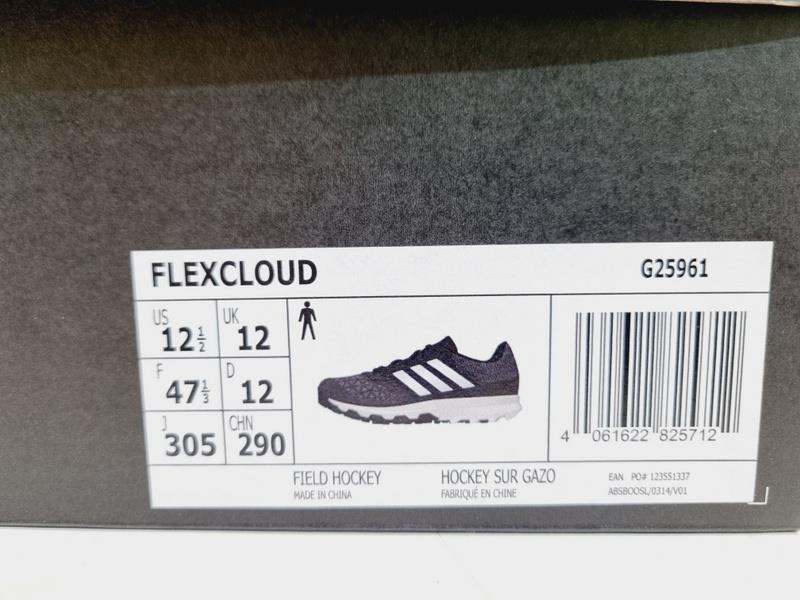 FLEXCLOUD G25961
US 12½ UK 12
F 47⅓ D 12
J 305 CHN 290
4 061622 825712
FIELD HOCKEY HOCKEY SUR GAZO EAN PO# 123551337
MADE IN CHINA FABRIQUÉ EN CHINE ABSBOOSL/0314/V01